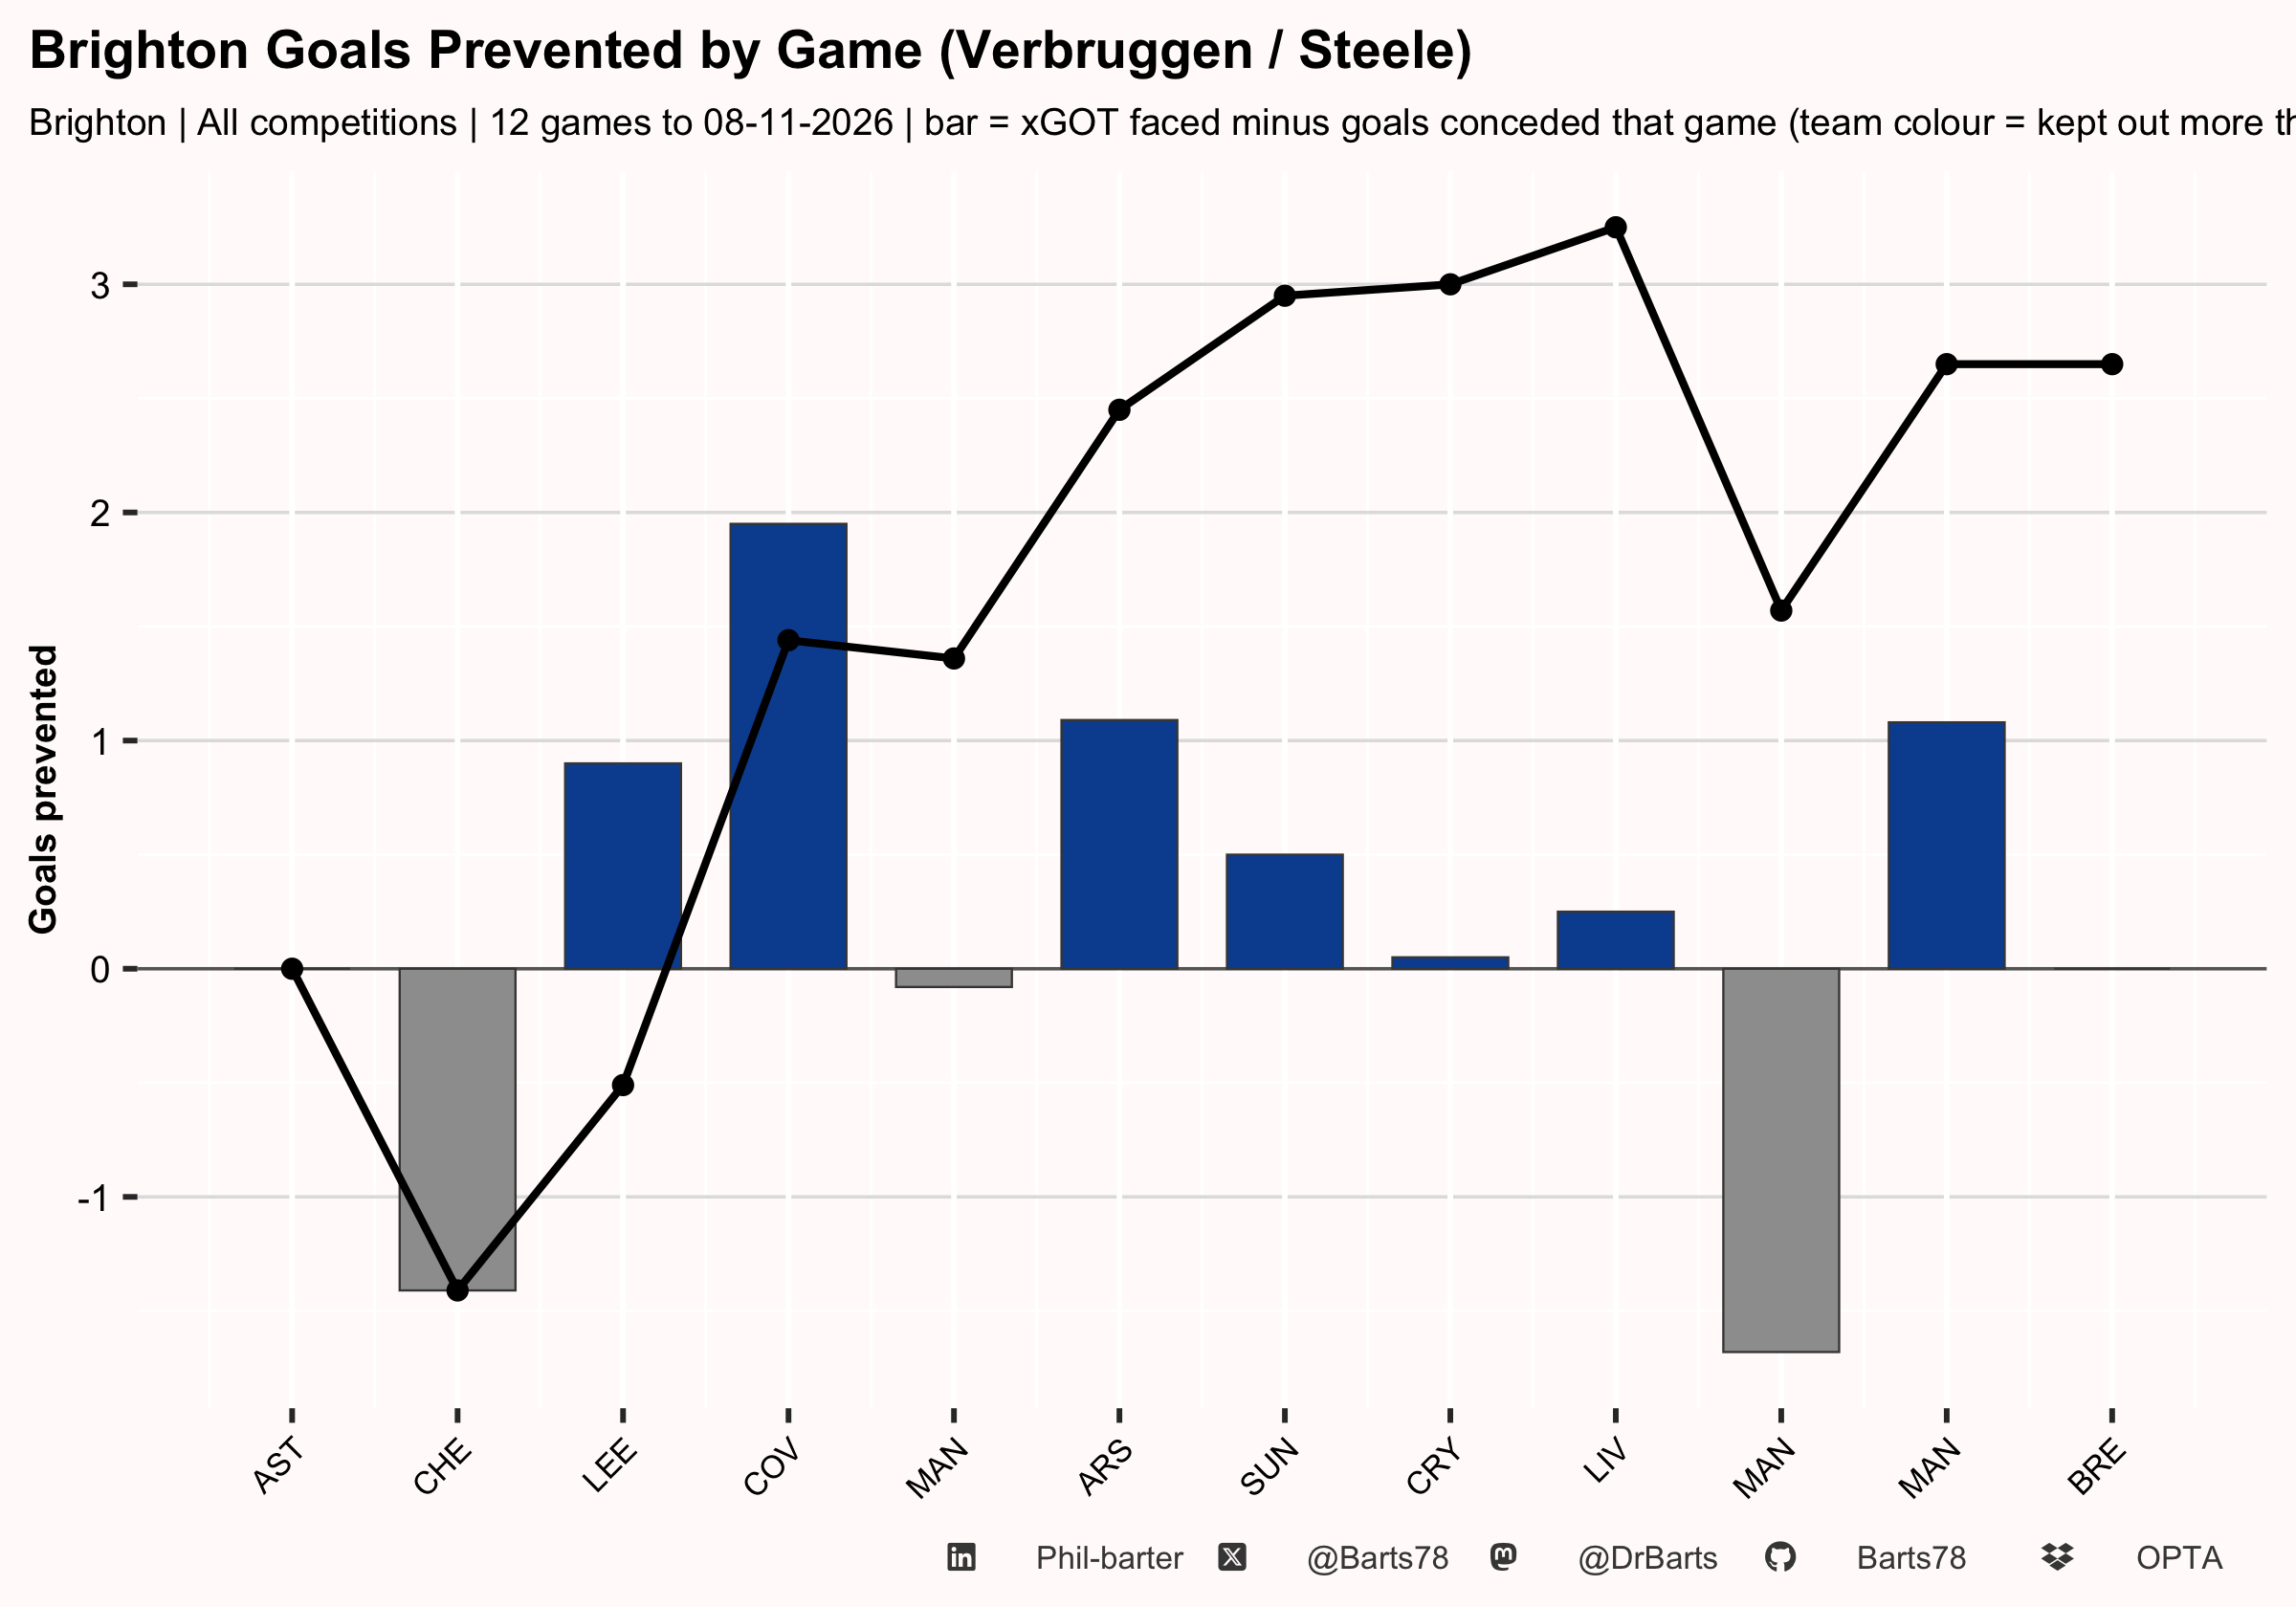 Brighton Goals Prevented by Game (Verbruggen / Steele)
Brighton | All competitions | 12 games to 08-11-2026 | bar = xGOT faced minus goals conceded that game (team colour = kept out more th
Goals prevented
3
2
1
0
-1
AST CHE LEE COV MAN ARS SUN CRY LIV MAN MAN BRE
Phil-barter @Barts78 @DrBarts Barts78 OPTA